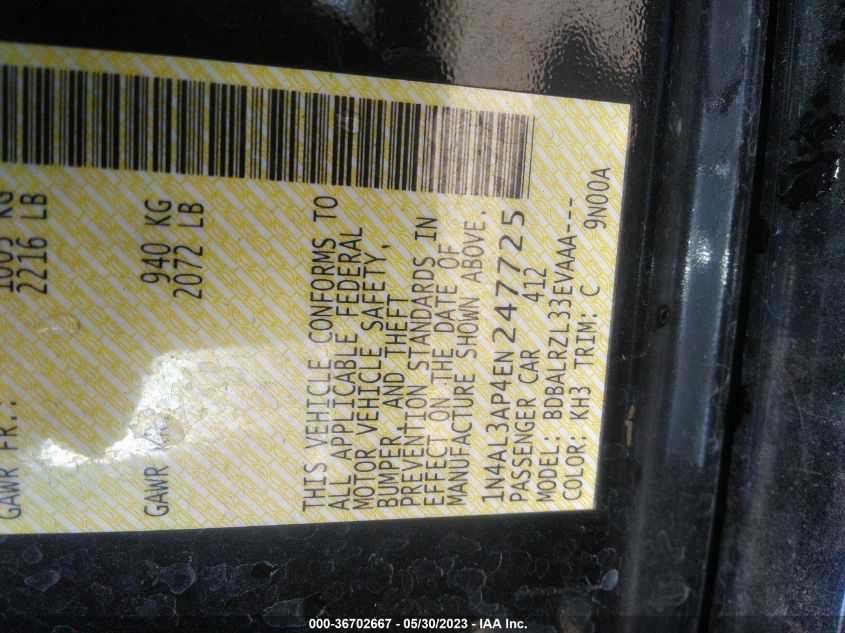 GAWR FR.: 1005 KG
2216 LB
GAWR 940 KG
2072 LB
THIS VEHICLE CONFORMS TO
ALL APPLICABLE FEDERAL
MOTOR VEHICLE SAFETY,
BUMPER, AND THEFT
PREVENTION STANDARDS IN
EFFECT ON THE DATE OF
MANUFACTURE SHOWN ABOVE.
1N4AL3AP4EN247725
PASSENGER CAR 412
MODEL: BDBALRZL33EVAAA---
COLOR: KH3 TRIM: C 9N00A
000-36702667 - 05/30/2023 - IAA Inc.